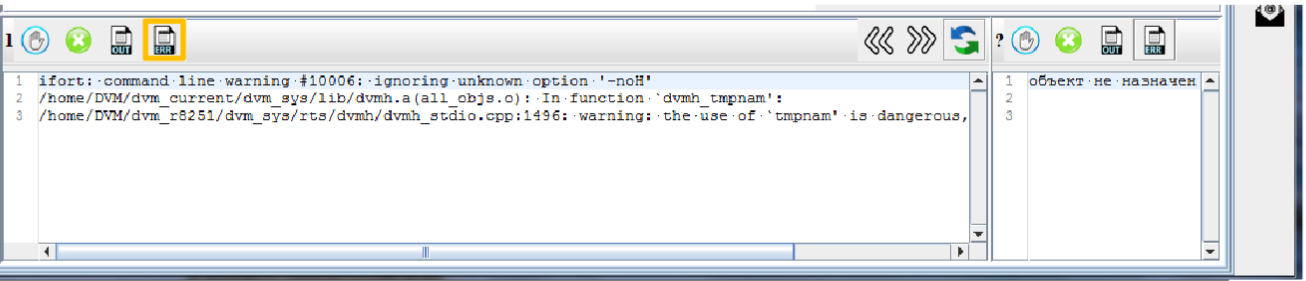 1 OUT ERR ? OUT ERR
1 ifort: command line warning #10006: ignoring unknown option '-noH'
2 /home/DVM/dvm_current/dvm_sys/lib/dvmh.a(all_objs.o): In function `dvmh_tmpnam':
3 /home/DVM/dvm_r8251/dvm_sys/rts/dvmh/dvmh_stdio.cpp:1496: warning: the use of `tmpnam' is dangerous,
1 объект не назначен
2
3